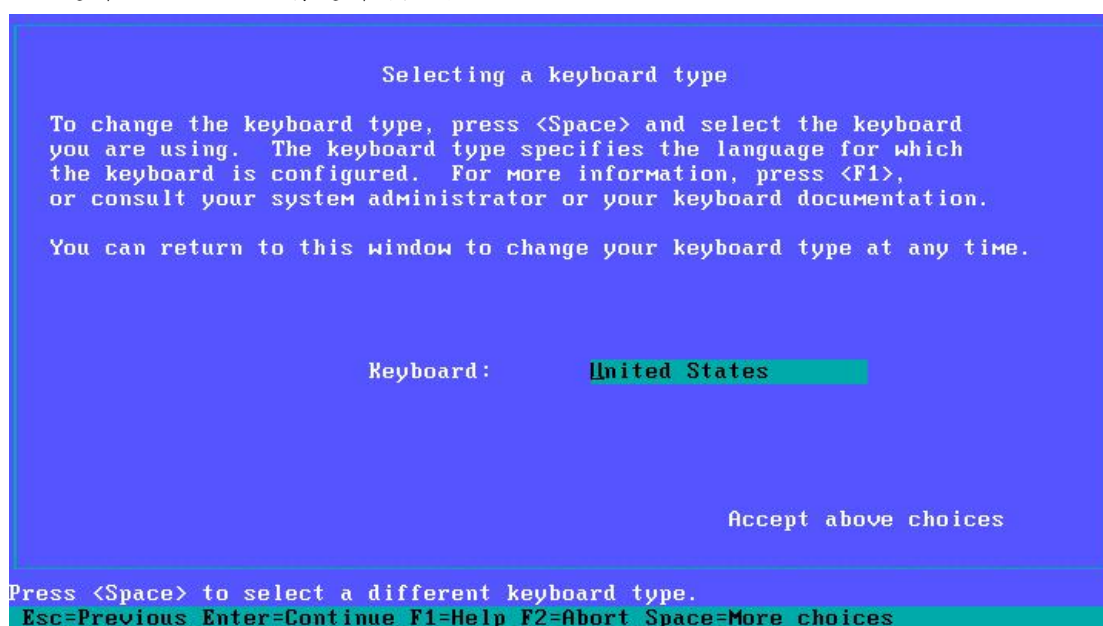 Selecting a keyboard type
To change the keyboard type, press <Space> and select the keyboard
you are using.  The keyboard type specifies the language for which
the keyboard is configured.  For more information, press <F1>,
or consult your system administrator or your keyboard documentation.
You can return to this window to change your keyboard type at any time.
Keyboard: United States
Accept above choices
Press <Space> to select a different keyboard type.
Esc=Previous Enter=Continue F1=Help F2=Abort Space=More choices